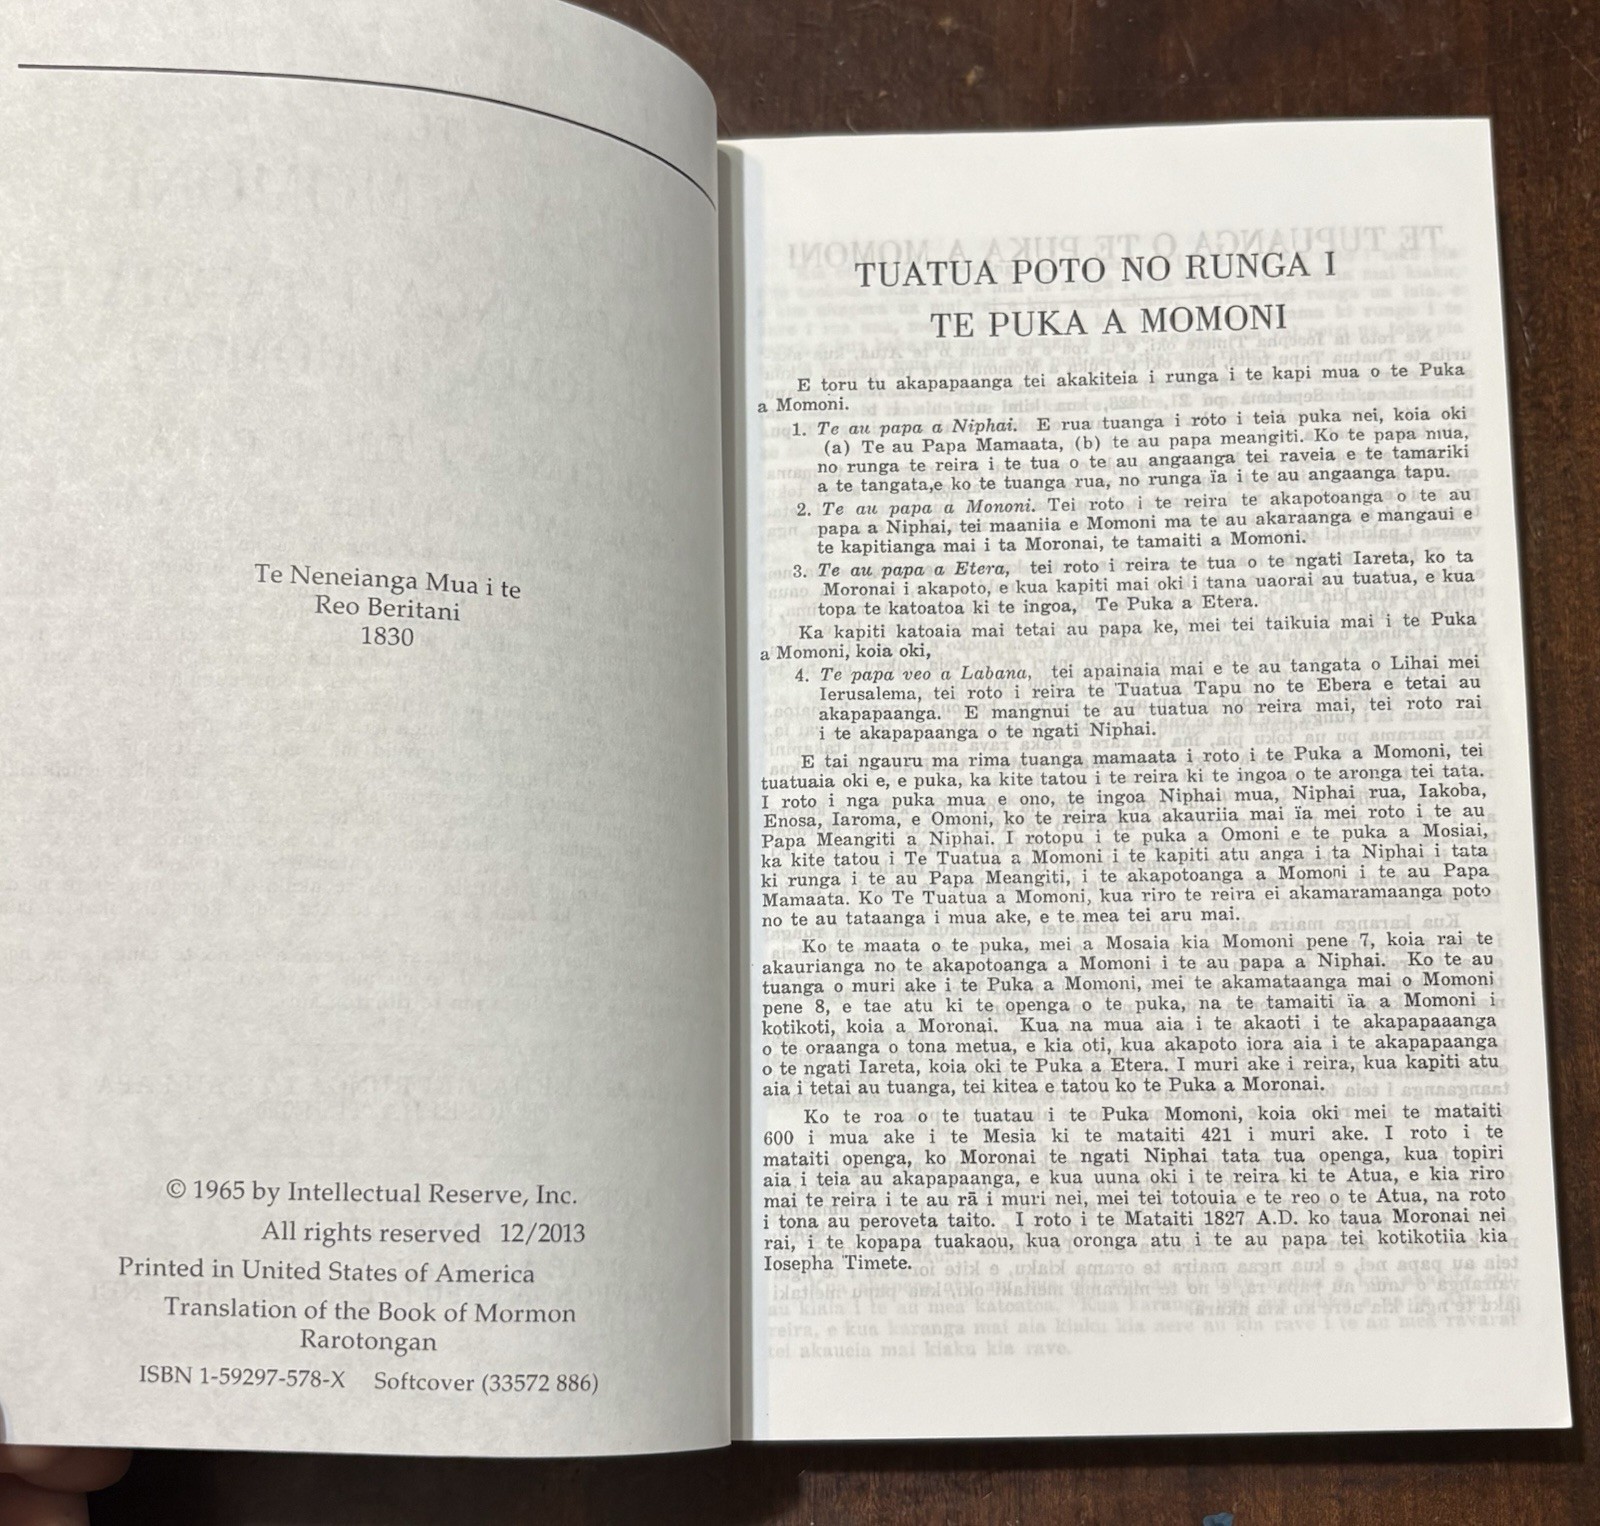 Te Neneianga Mua i te
Reo Beritani
1830
© 1965 by Intellectual Reserve, Inc.
All rights reserved 12/2013
Printed in United States of America
Translation of the Book of Mormon
Rarotongan
ISBN 1-59297-578-X Softcover (33572 886)
TUATUA POTO NO RUNGA I
TE PUKA A MOMONI
E toru tu akapapaanga tei akakiteia i runga i te kapi mua o te Puka
a Momoni.
1. Te au papa a Niphai. E rua tuanga i roto i teia puka nei, koia oki
(a) Te au Papa Mamaata, (b) te au papa meangiti. Ko te papa mua,
no runga te reira i te tua o te au angaanga tei raveia e te tamariki
a te tangata,e ko te tuanga rua, no runga ïa i te au angaanga tapu.
2. Te au papa a Mononi. Tei roto i te reira te akapotoanga o te au
papa a Niphai, tei maaniia e Momoni ma te au akaraanga e mangaui e
te kapitianga mai i ta Moronai, te tamaiti a Momoni.
3. Te au papa a Etera, tei roto i reira te tua o te ngati Iareta, ko ta
Moronai i akapoto, e kua kapiti mai oki i tana uaorai au tuatua, e kua
topa te katoatoa ki te ingoa, Te Puka a Etera.
Ka kapiti katoaia mai tetai au papa ke, mei tei taikuia mai i te Puka
a Momoni, koia oki,
4. Te papa veo a Labana, tei apainaia mai e te au tangata o Lihai mei
Ierusalema, tei roto i reira te Tuatua Tapu no te Ebera e tetai au
akapapaanga. E mangnui te au tuatua no reira mai, tei roto rai
i te akapapaanga o te ngati Niphai.
E tai ngauru ma rima tuanga mamaata i roto i te Puka a Momoni, tei
tuatuaia oki e, e puka, ka kite tatou i te reira ki te ingoa o te aronga tei tata.
I roto i nga puka mua e ono, te ingoa Niphai mua, Niphai rua, Iakoba,
Enosa, Iaroma, e Omoni, ko te reira kua akauriia mai ïa mei roto i te au
Papa Meangiti a Niphai. I rotopu i te puka a Omoni e te puka a Mosiai,
ka kite tatou i Te Tuatua a Momoni i te kapiti atu anga i ta Niphai i tata
ki runga i te au Papa Meangiti, i te akapotoanga a Momoni i te au Papa
Mamaata. Ko Te Tuatua a Momoni, kua riro te reira ei akamaramaanga poto
no te au tataanga i mua ake, e te mea tei aru mai.
Ko te maata o te puka, mei a Mosaia kia Momoni pene 7, koia rai te
akaurianga no te akapotoanga a Momoni i te au papa a Niphai. Ko te au
tuanga o muri ake i te Puka a Momoni, mei te akamataanga mai o Momoni
pene 8, e tae atu ki te openga o te puka, na te tamaiti ïa a Momoni i
kotikoti, koia a Moronai. Kua na mua aia i te akaoti i te akapapaaanga
o te oraanga o tona metua, e kia oti, kua akapoto iora aia i te akapapaanga
o te ngati Iareta, koia oki te Puka a Etera. I muri ake i reira, kua kapiti atu
aia i tetai au tuanga, tei kitea e tatou ko te Puka a Moronai.
Ko te roa o te tuatau i te Puka Momoni, koia oki mei te mataiti
600 i mua ake i te Mesia ki te mataiti 421 i muri ake. I roto i te
mataiti openga, ko Moronai te ngati Niphai tata tua openga, kua topiri
aia i teia au akapapaanga, e kua uuna oki i te reira ki te Atua, e kia riro
mai te reira i te au rā i muri nei, mei tei totouia e te reo o te Atua, na roto
i tona au peroveta taito. I roto i te Mataiti 1827 A.D. ko taua Moronai nei
rai, i te kopapa tuakaou, kua oronga atu i te au papa tei kotikotiia kia
Iosepha Timete.